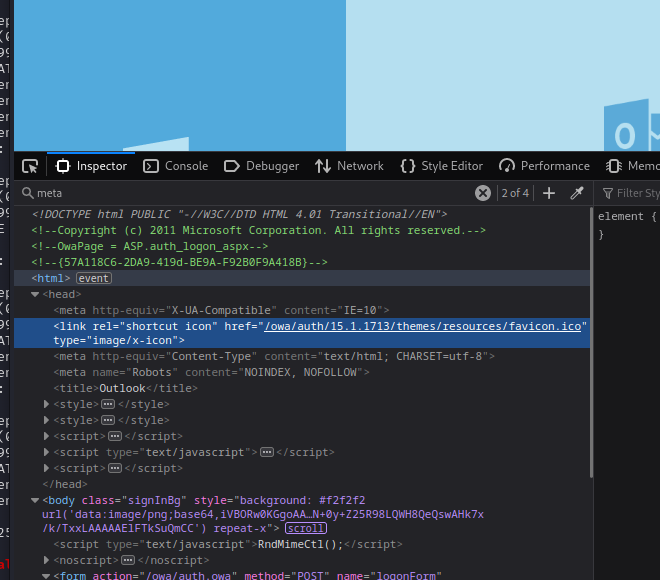 O
Inspector Console Debugger Network Style Editor Performance Memo
meta 2 of 4 Filter Sty
<!DOCTYPE html PUBLIC "-//W3C//DTD HTML 4.01 Transitional//EN">
<!--Copyright (c) 2011 Microsoft Corporation. All rights reserved.-->
<!--OwaPage = ASP.auth_logon_aspx-->
<!--{57A118C6-2DA9-419d-BE9A-F92B0F9A418B}-->
<html> event
<head>
<meta http-equiv="X-UA-Compatible" content="IE=10">
<link rel="shortcut icon" href="/owa/auth/15.1.1713/themes/resources/favicon.ico"
type="image/x-icon">
<meta http-equiv="Content-Type" content="text/html; CHARSET=utf-8">
<meta name="Robots" content="NOINDEX, NOFOLLOW">
<title>Outlook</title>
<style>…</style>
<style>…</style>
<script>…</script>
<script type="text/javascript">…</script>
<script>…</script>
</head>
<body class="signInBg" style="background: #f2f2f2
url('data:image/png;base64,iVBORw0KGgoAA…N+0y+Z25R98LQWH8QeQswAHk7x
/k/TxxLAAAAAElFTkSuQmCC') repeat-x"> scroll
<script type="text/javascript">RndMimeCtl();</script>
<noscript>…</noscript>
<form action="/owa/auth.owa" method="POST" name="logonForm"
element {
}